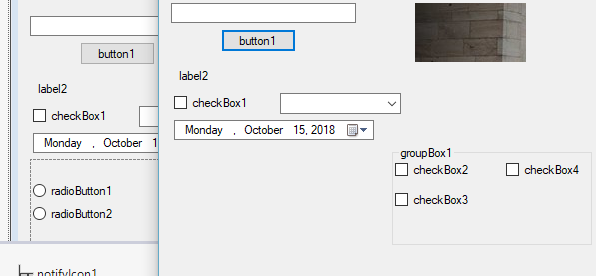 button1
label2
checkBox1
Monday , October 1
radioButton1
radioButton2
notifyIcon1
button1
label2
checkBox1
Monday , October 15, 2018
groupBox1
checkBox2 checkBox4
checkBox3